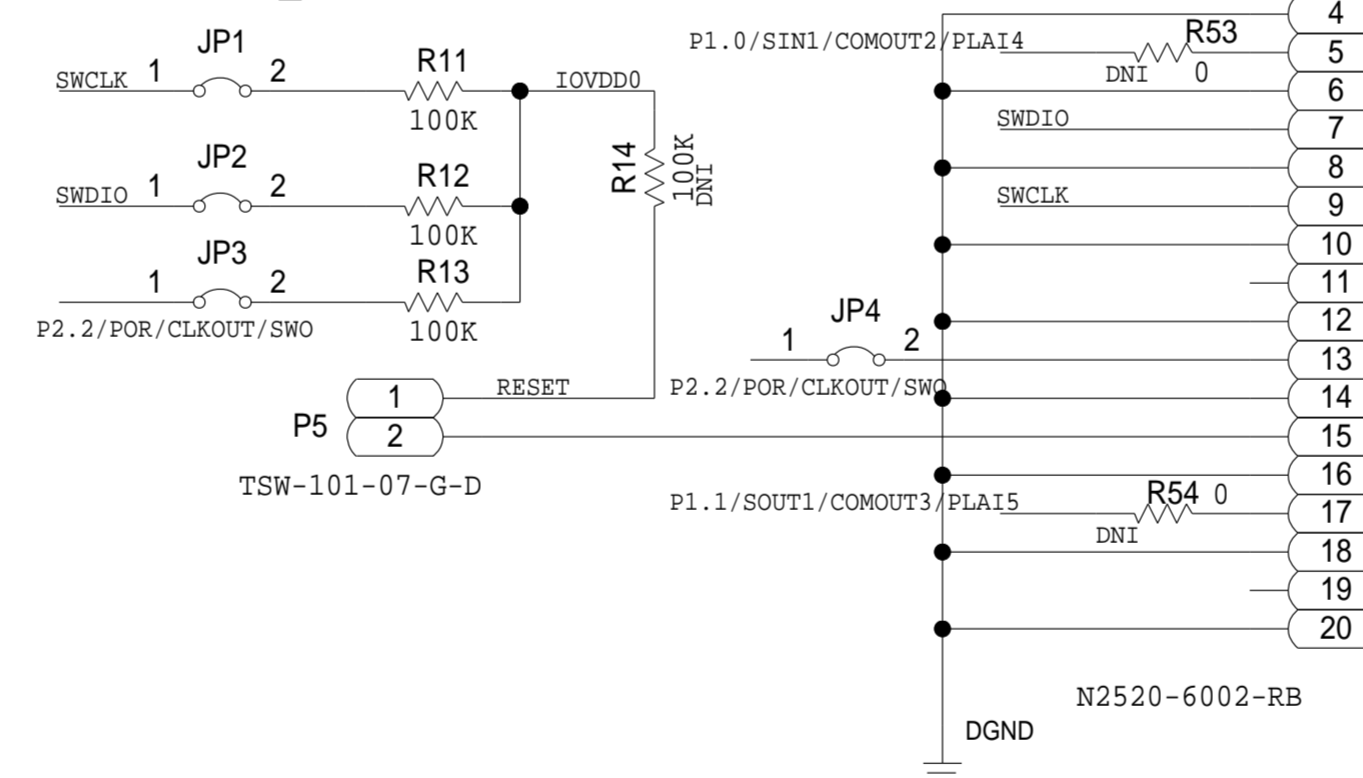 JP1
SWCLK 1 2
R11
100K
IOVDD0
JP2
SWDIO 1 2
R12
100K
JP3
1 2
P2.2/POR/CLKOUT/SWO
R13
100K
R14
100K
DNI
RESET
P5
1
2
TSW-101-07-G-D
P1.0/SIN1/COMOUT2/PLAI4
R53
DNI 0
SWDIO
SWCLK
JP4
1 2
P2.2/POR/CLKOUT/SWO
P1.1/SOUT1/COMOUT3/PLAI5
R54 0
DNI
4
5
6
7
8
9
10
11
12
13
14
15
16
17
18
19
20
N2520-6002-RB
DGND